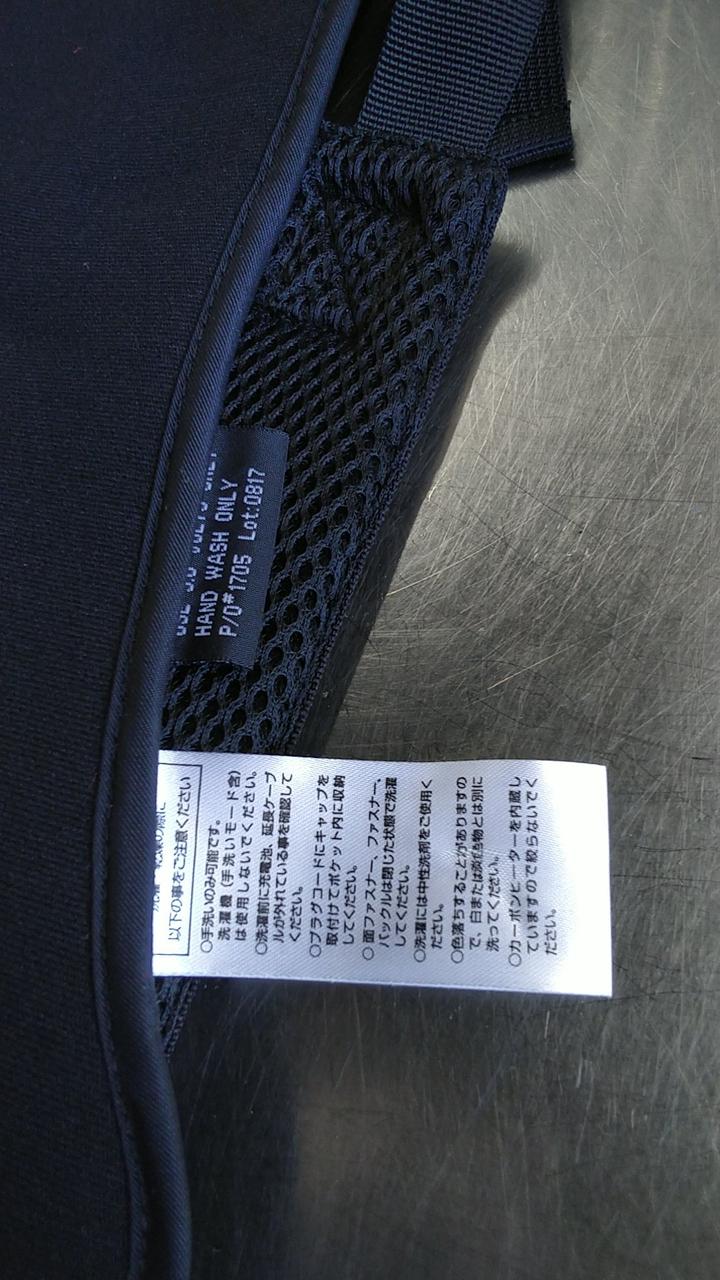 HAND WASH ONLY
P/O#1705 Lot:0817
以下の事をご注意ください
○手洗いのみ可能です。
洗濯機(手洗いモード含)
は使用しないでください。
○洗濯前に充電池、延長ケーブ
ルが外れている事を確認して
ください。
○プラグコードにキャップを
取付けてポケット内に収納
してください。
○面ファスナー、ファスナー、
バックルは閉じた状態で洗濯
してください。
○洗濯には中性洗剤をご使用く
ださい。
○色落ちすることがありますの
で、白または淡色物とは別に
洗ってください。
○カーボンヒーターを内蔵し
ていますので絞らないでく
ださい。